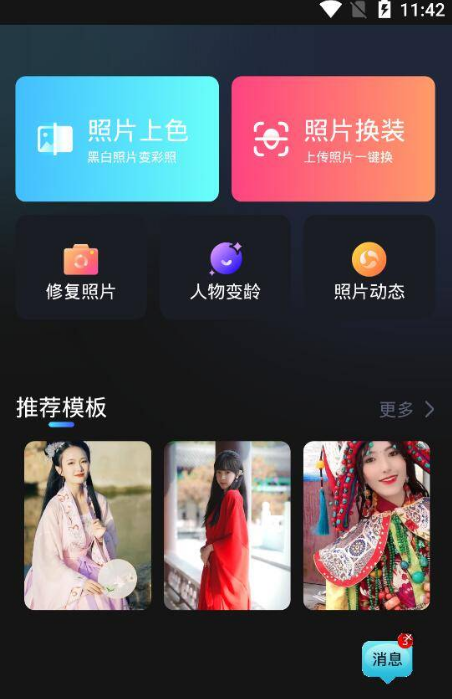 11:42
照片上色
黑白照片变彩照
照片换装
上传照片一键换
修复照片
人物变龄
照片动态
推荐模板
更多
3
消息